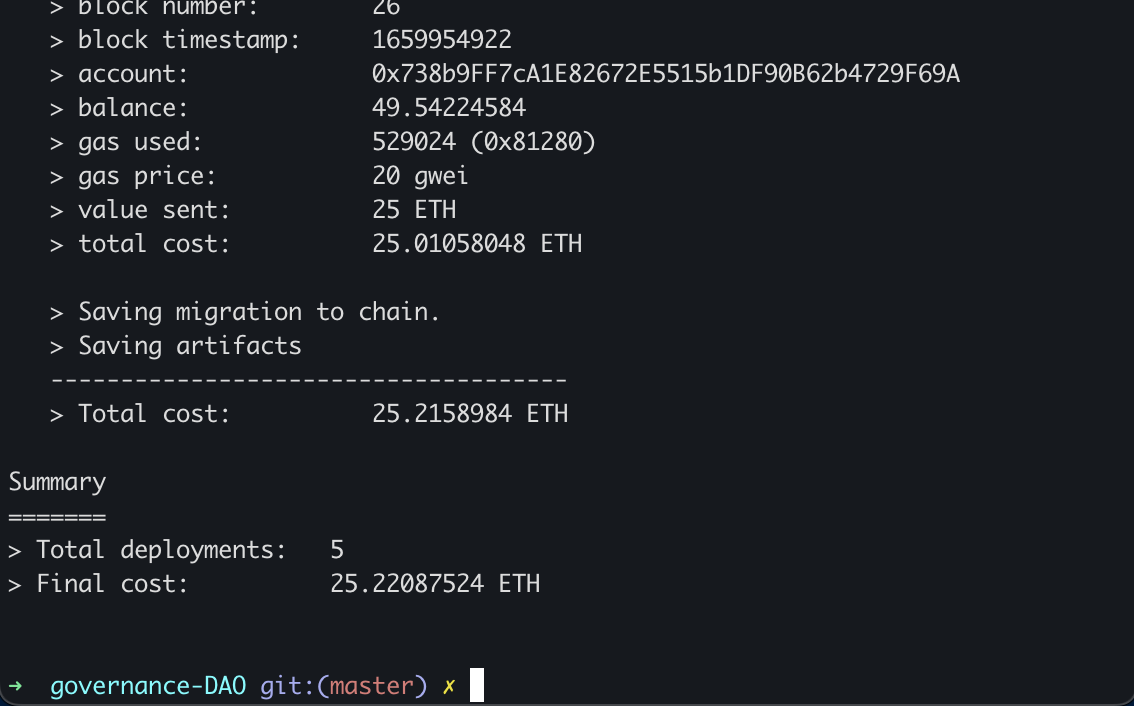 > block number: 26
> block timestamp: 1659954922
> account: 0x738b9FF7cA1E82672E5515b1DF90B62b4729F69A
> balance: 49.54224584
> gas used: 529024 (0x81280)
> gas price: 20 gwei
> value sent: 25 ETH
> total cost: 25.01058048 ETH
> Saving migration to chain.
> Saving artifacts
-------------------------------------
> Total cost: 25.2158984 ETH
Summary
=======
> Total deployments: 5
> Final cost: 25.22087524 ETH
→ governance-DAO git:(master) ✗